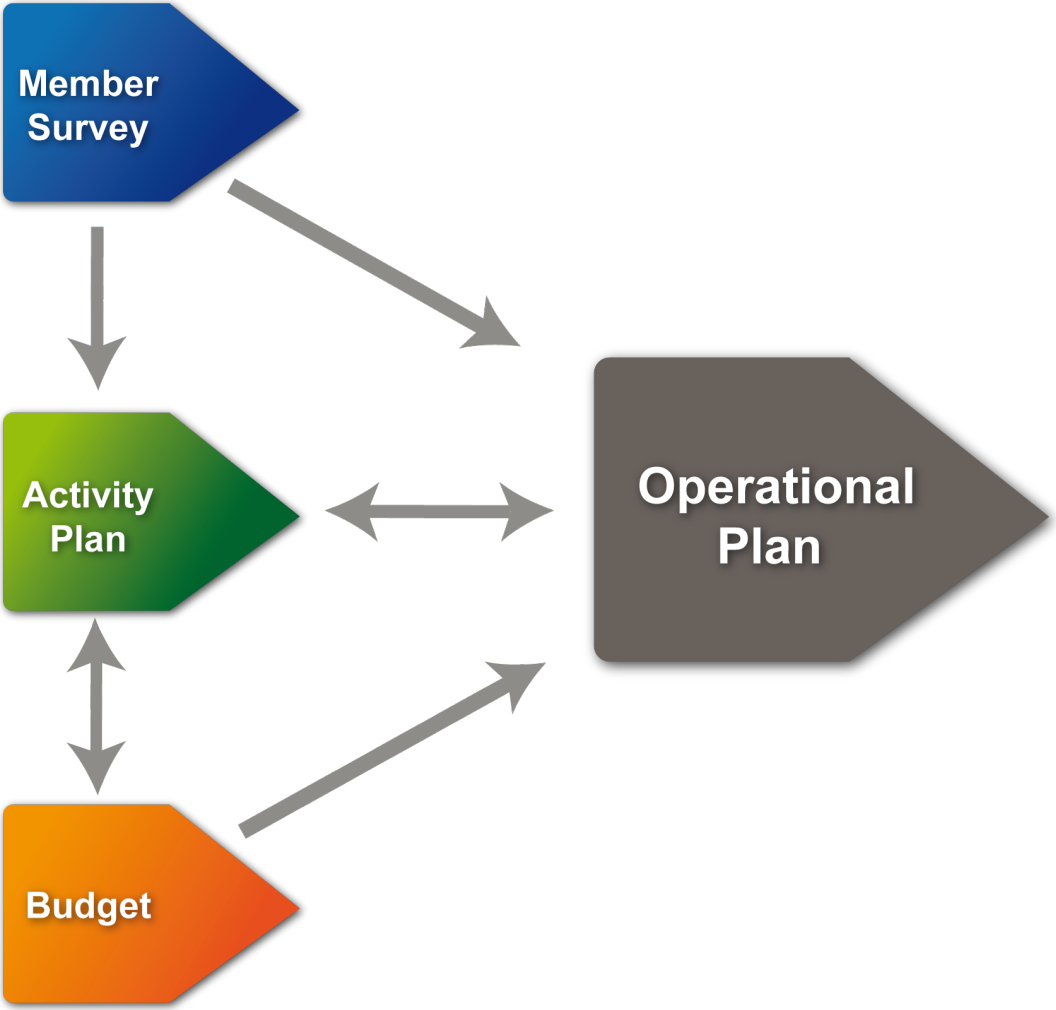 Member
Survey
Activity
Plan
Operational
Plan
Budget